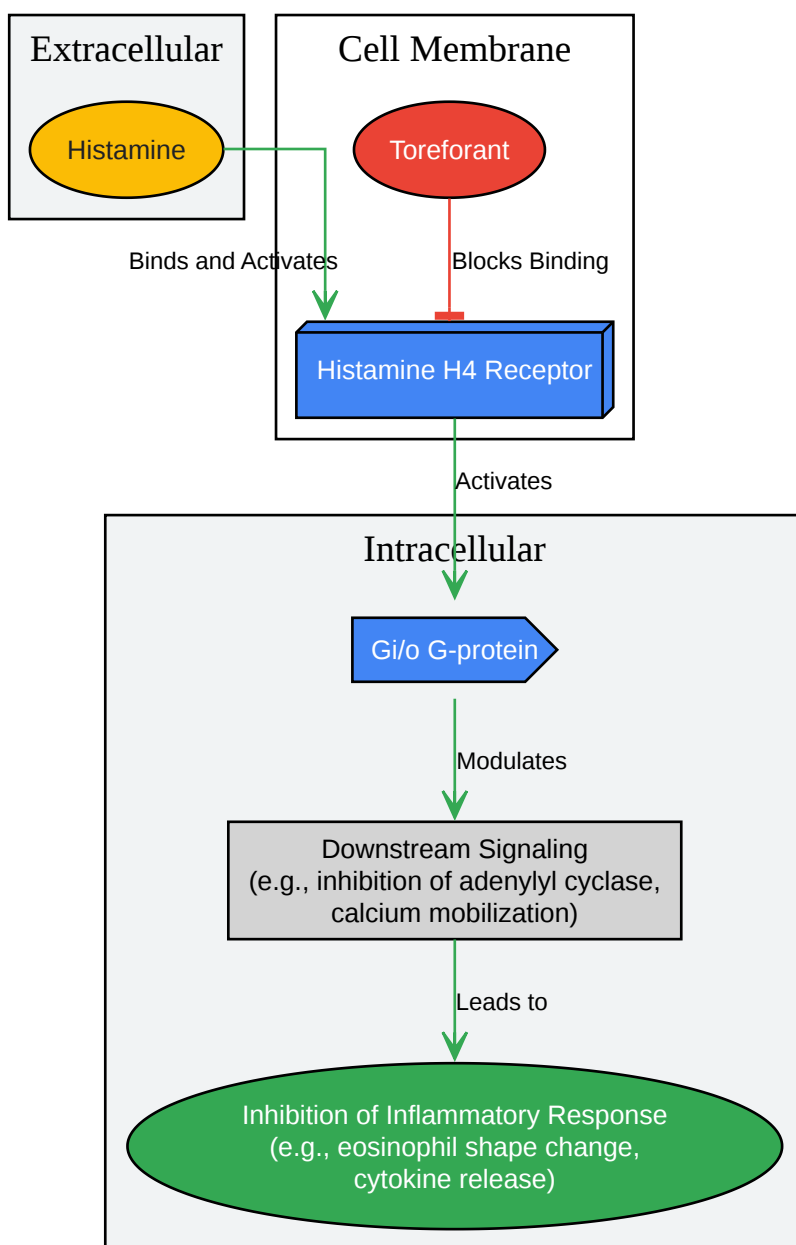 Extracellular
Cell Membrane
Histamine
Toreforant
Binds and Activates
Blocks Binding
Histamine H4 Receptor
Activates
Intracellular
Gi/o G-protein
Modulates
Downstream Signaling
(e.g., inhibition of adenylyl cyclase,
calcium mobilization)
Leads to
Inhibition of Inflammatory Response
(e.g., eosinophil shape change,
cytokine release)